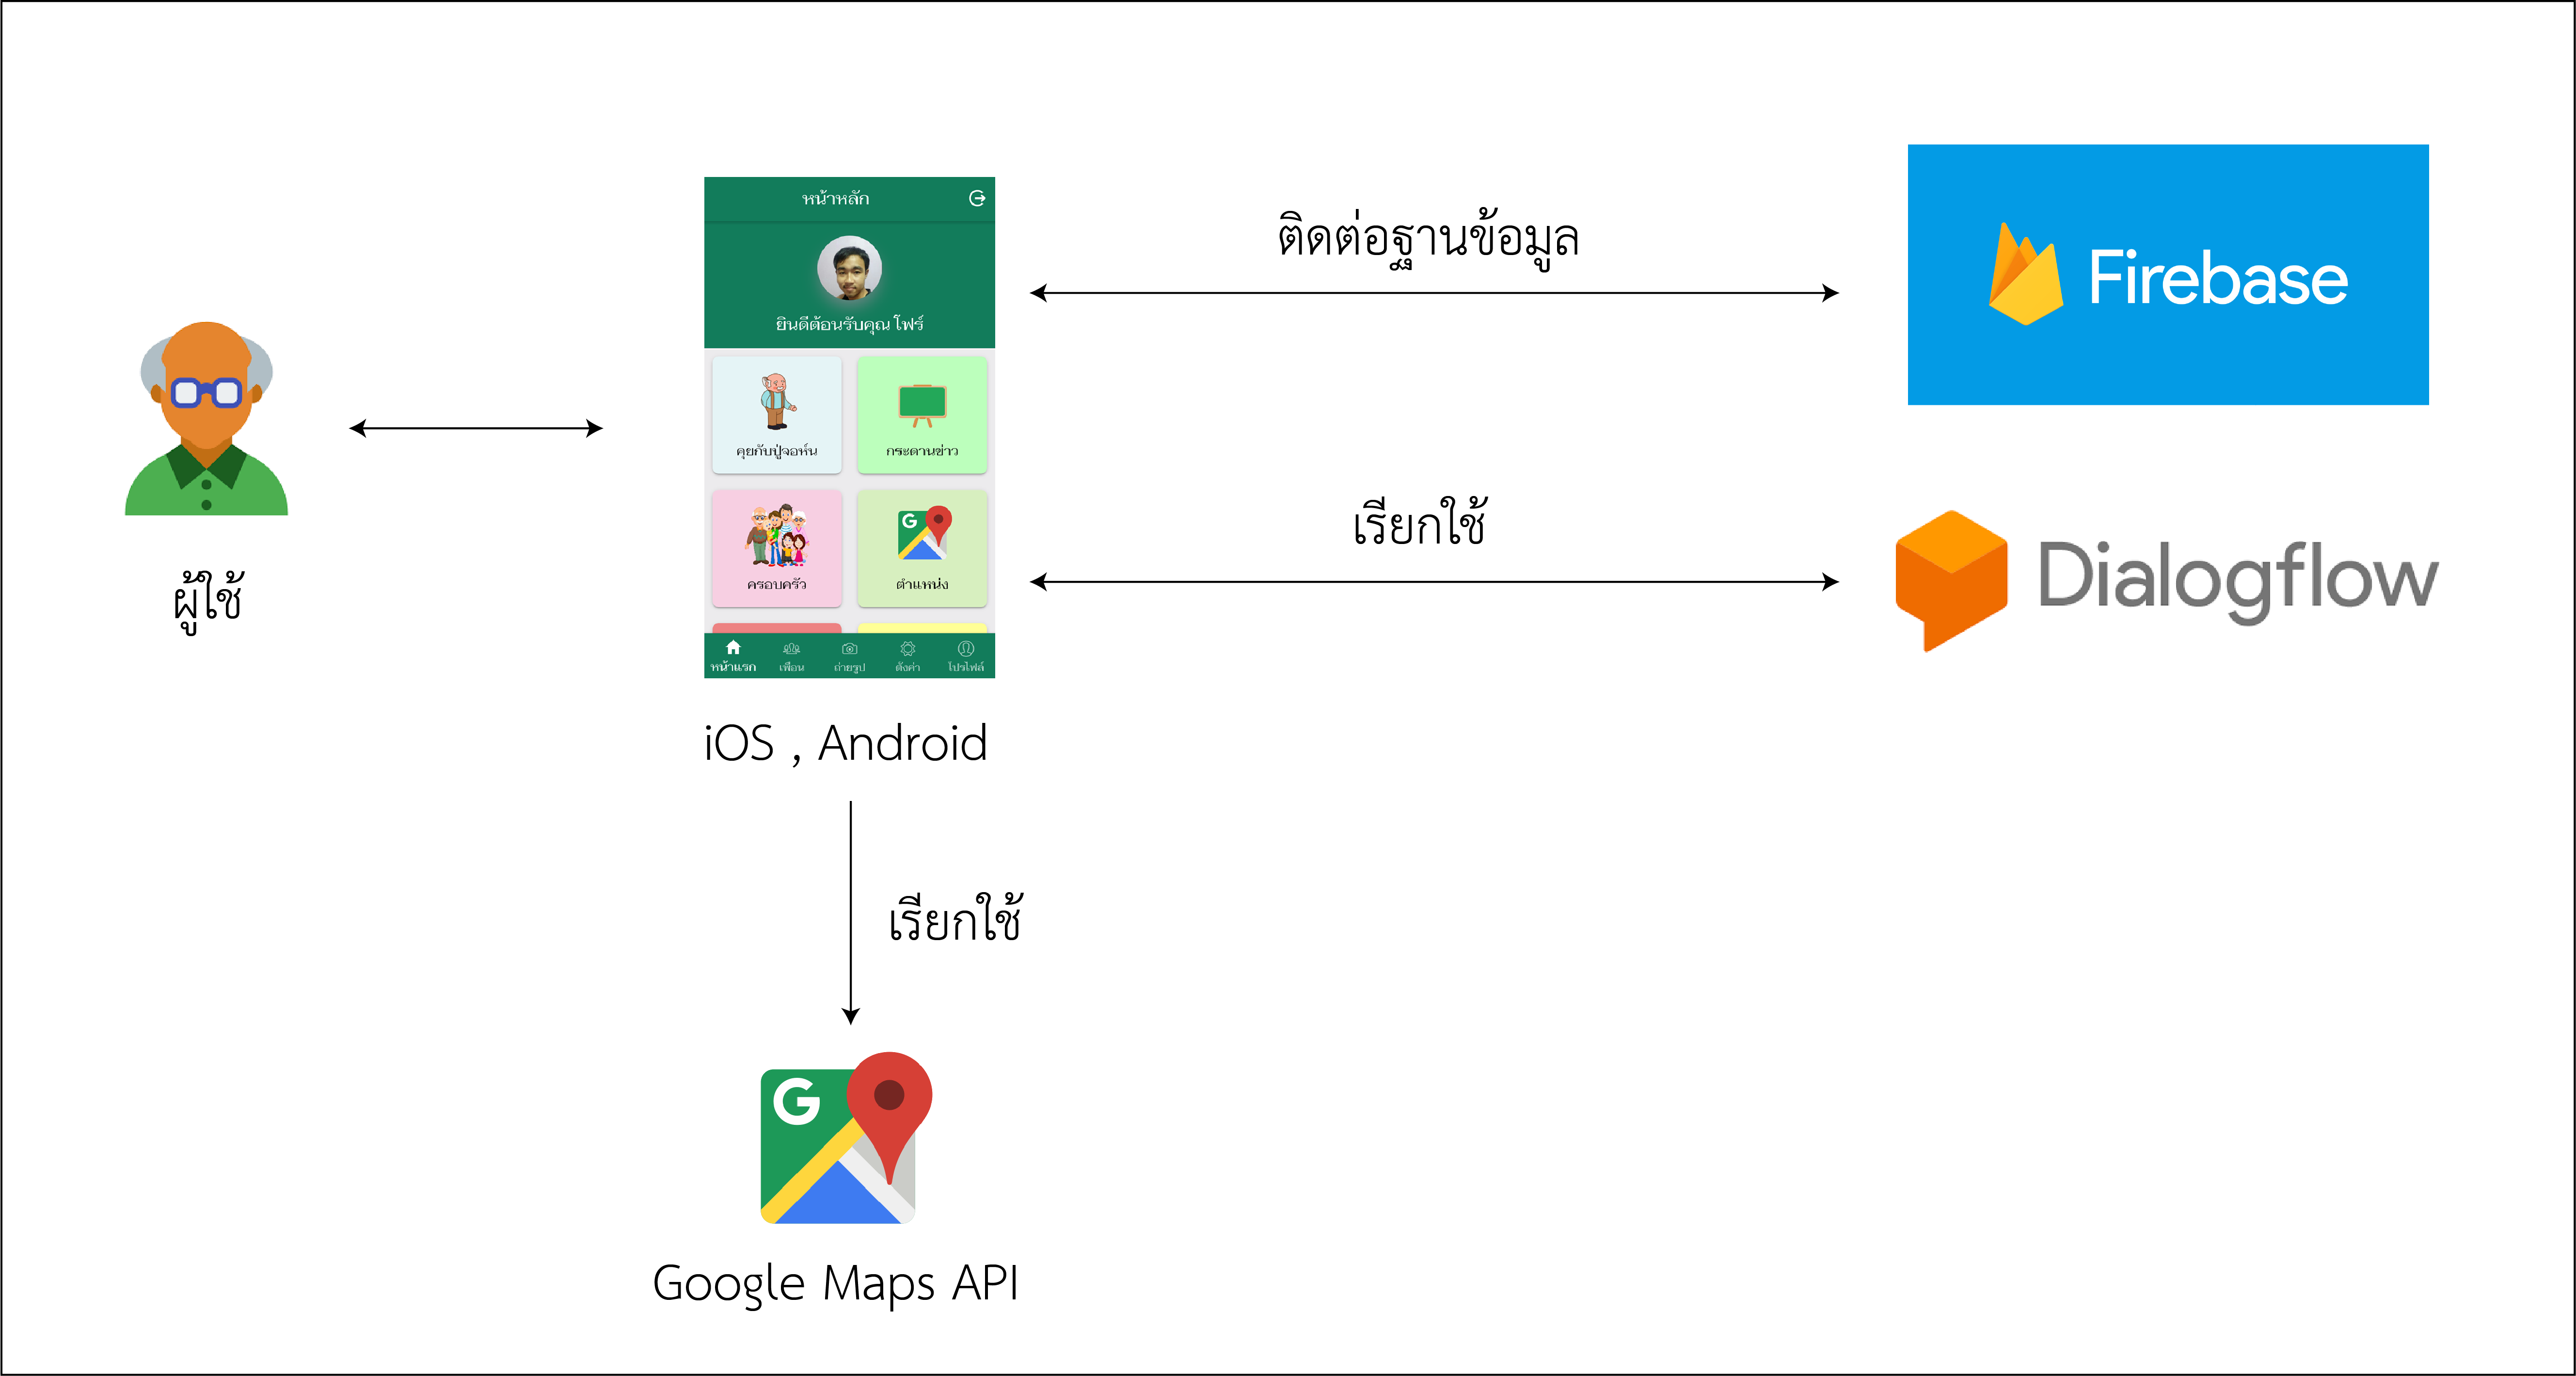 หน้าหลัก
ยินดีต้อนรับคุณ โฟร์
คุยกับปู่จอห์น
กระดานข่าว
ครอบครัว
ตำแหน่ง
หน้าแรก
เพื่อน
ถ่ายรูป
ตั้งค่า
โปรไฟล์
ผู้ใช้
ติดต่อฐานข้อมูล
Firebase
เรียกใช้
Dialogflow
iOS , Android
เรียกใช้
G
Google Maps API